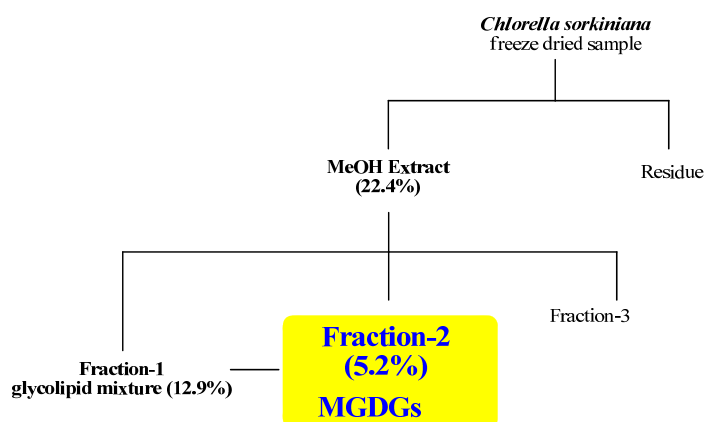 Chlorella sorkiniana
freeze dried sample
MeOH Extract
(22.4%)
Residue
Fraction-3
Fraction-2
(5.2%)
MGDGs
Fraction-1
glycolipid mixture (12.9%)